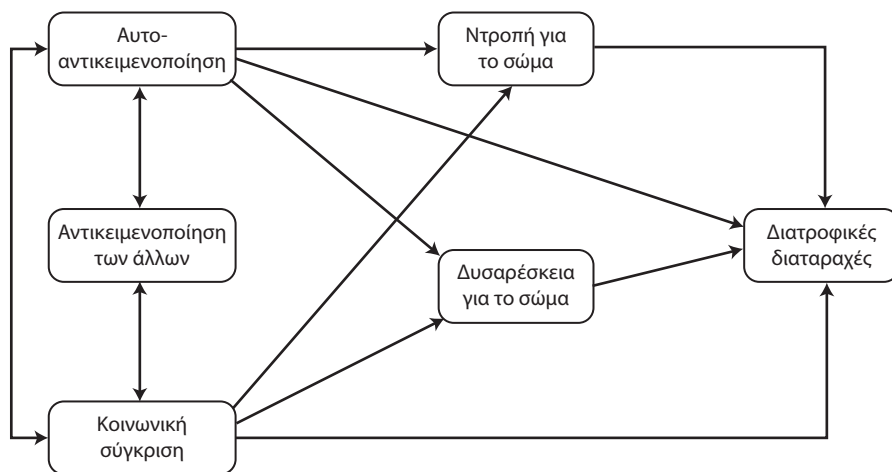 Αυτο-
αντικειμενοποίηση
Ντροπή για
το σώμα
Αντικειμενοποίηση
των άλλων
Δυσαρέσκεια
για το σώμα
Διατροφικές
διαταραχές
Κοινωνική
σύγκριση